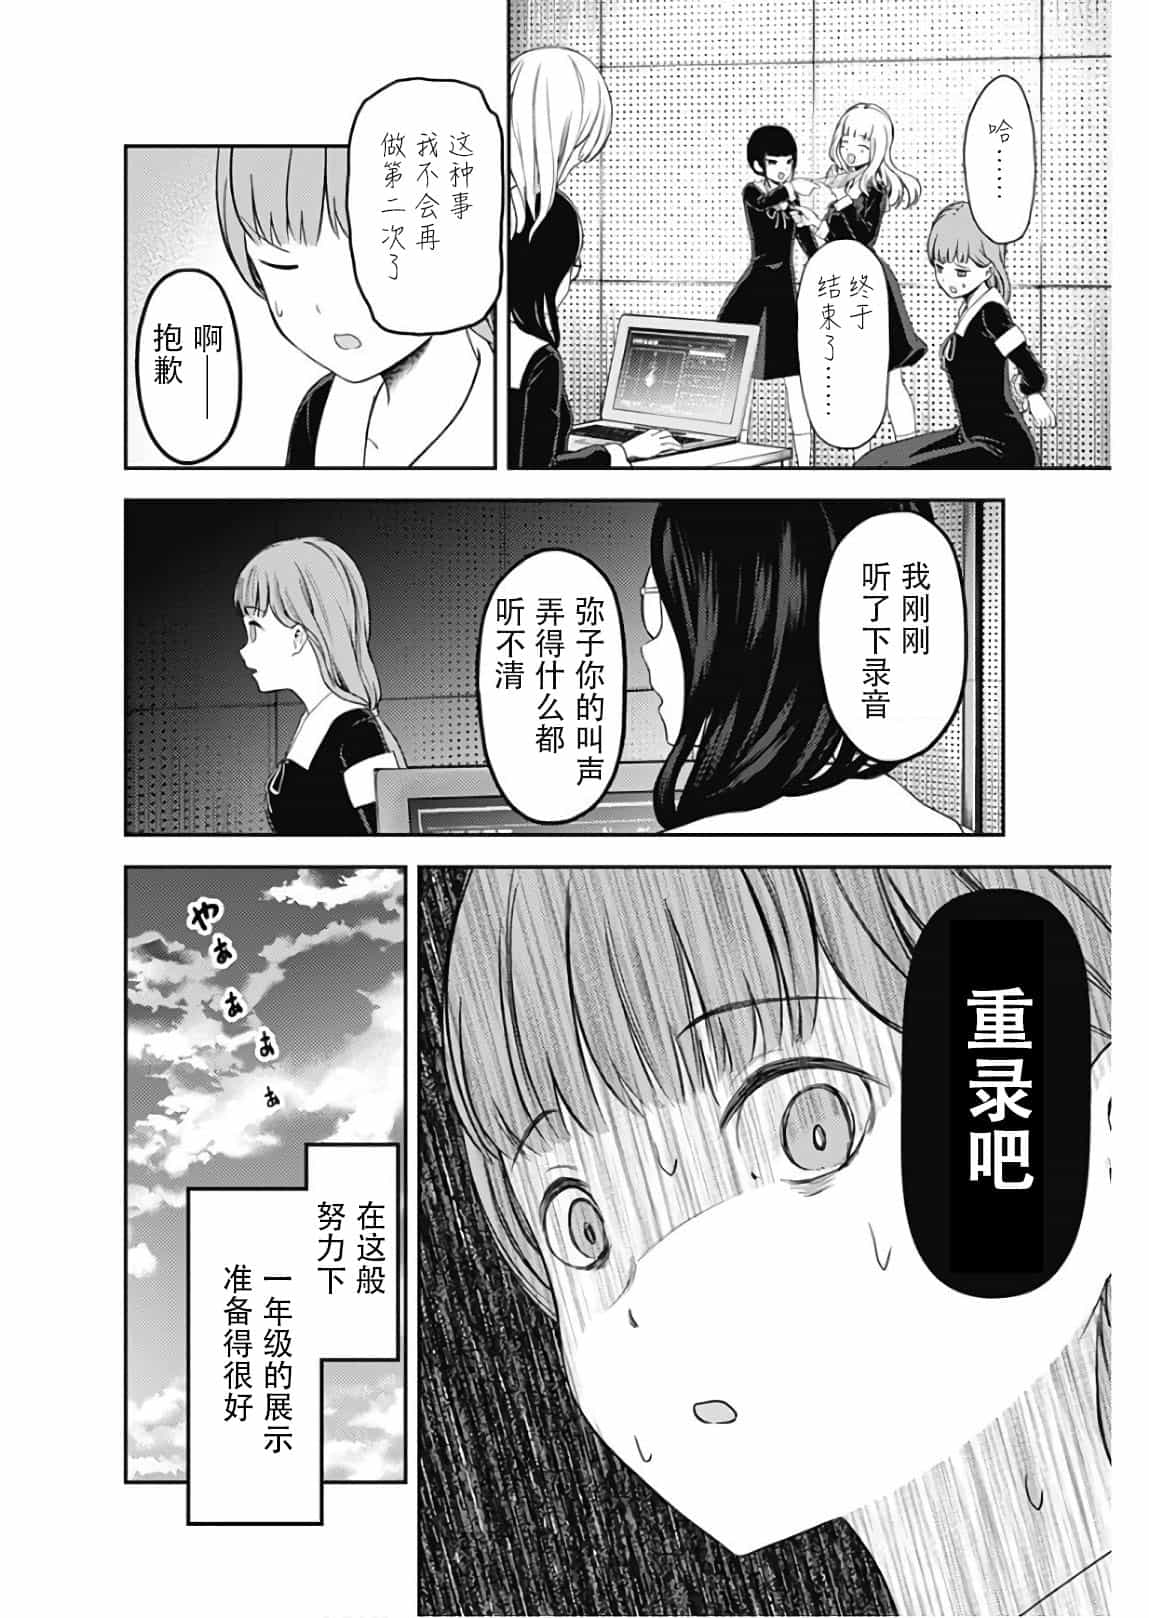 哈……
终于
结束了……
这种事
我不会再
做第二次了
啊——
抱歉
我刚刚
听了下录音
弥子你的叫声
弄得什么都
听不清
重录吧
やぁぁぁぁ
在这般
努力下
一年级的展示
准备得很好